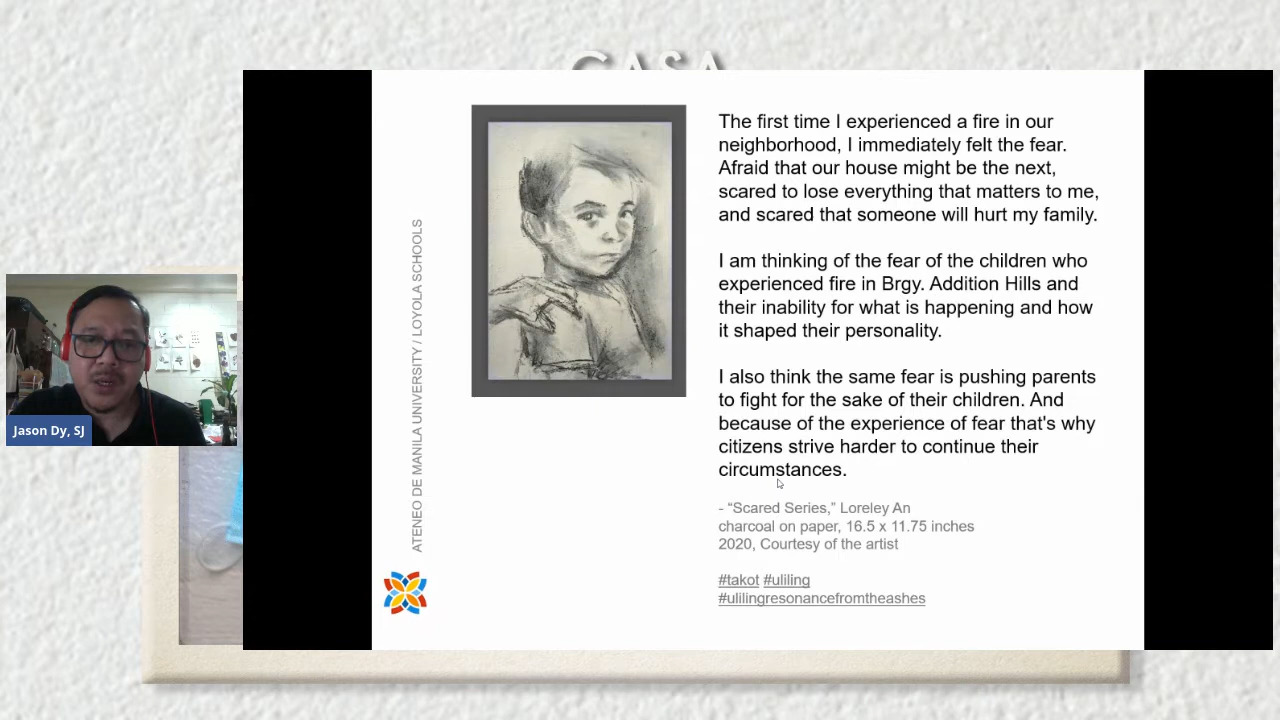 CASA
The first time I experienced a fire in our
neighborhood, I immediately felt the fear.
Afraid that our house might be the next,
scared to lose everything that matters to me,
and scared that someone will hurt my family.
I am thinking of the fear of the children who
experienced fire in Brgy. Addition Hills and
their inability for what is happening and how
it shaped their personality.
I also think the same fear is pushing parents
to fight for the sake of their children. And
because of the experience of fear that's why
citizens strive harder to continue their
circumstances.
- “Scared Series,” Loreley An
charcoal on paper, 16.5 x 11.75 inches
2020, Courtesy of the artist
#takot #uliling
#ulilingresonancefromtheashes
ATENEO DE MANILA UNIVERSITY / LOYOLA SCHOOLS
Jason Dy, SJ